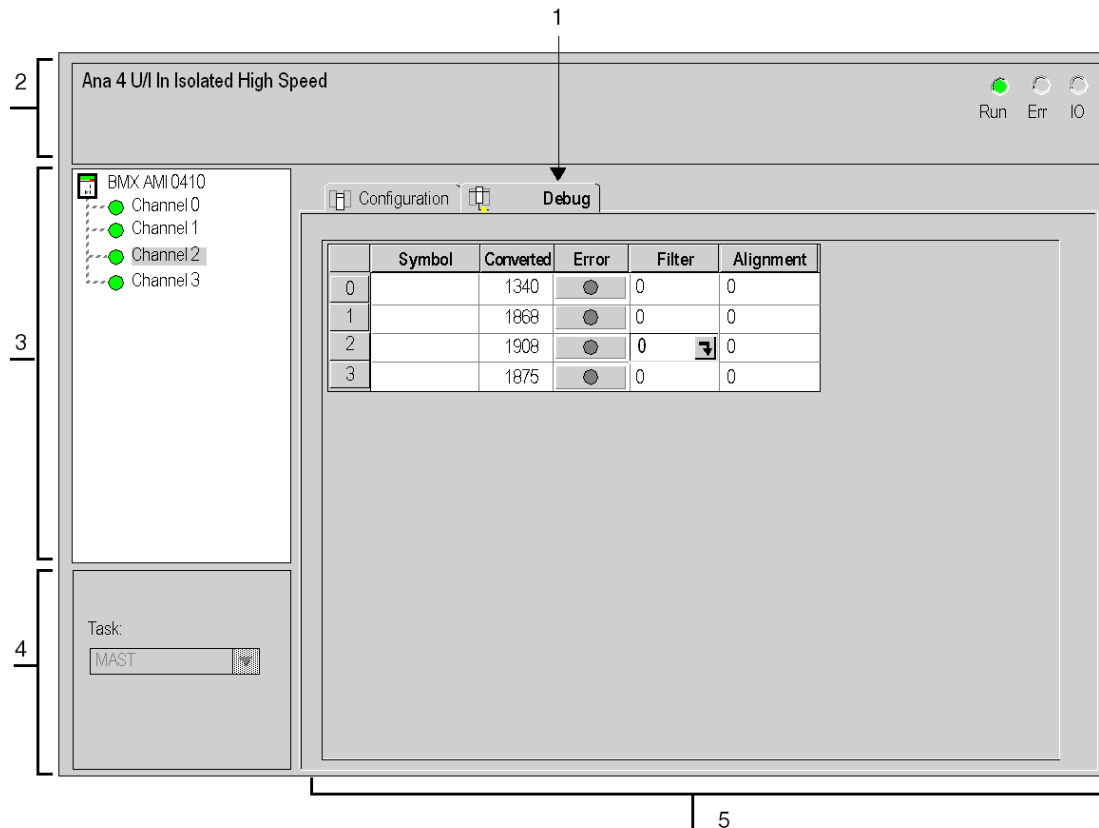 1
2
Ana 4 U/I In Isolated High Speed
Run Err IO
3
BMX AMI 0410
Channel 0
Channel 1
Channel 2
Channel 3
Configuration Debug
Symbol Converted Error Filter Alignment
0 1340 0 0
1 1868 0 0
2 1908 0 0
3 1875 0 0
4
Task:
MAST
5